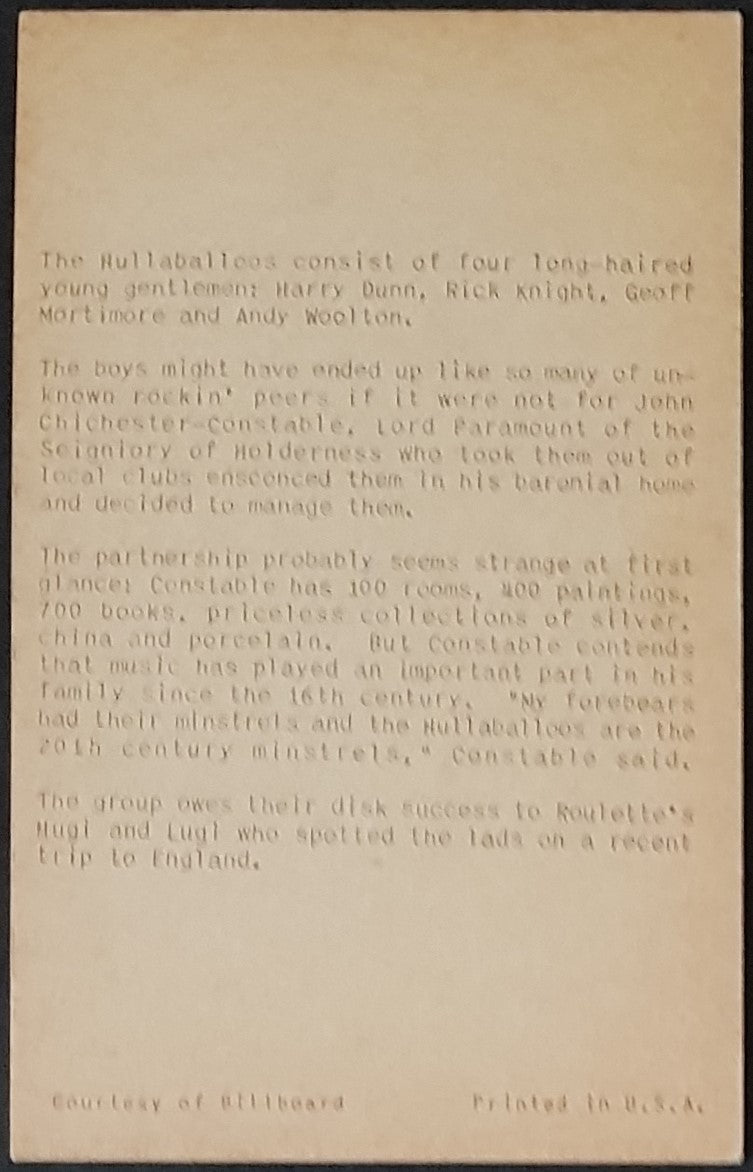 The Hullaballoos consist of four long-haired
young gentlemen: Harry Dunn, Rick Knight, Geoff
Mortimore and Andy Woolton.
The boys might have ended up like so many of un-
known rockin' peers if it were not for John
Chichester-Constable, Lord Paramount of the
Seigniory of Holderness who took them out of
local clubs ensconced them in his baronial home
and decided to manage them.
The partnership probably seems strange at first
glance: Constable has 100 rooms, 400 paintings,
700 books, priceless collections of silver,
china and porcelain. But Constable contends
that music has played an important part in his
family since the 16th century. "My forebears
had their minstrels and the Hullaballoos are the
20th century minstrels," Constable said.
The group owes their disk success to Roulette's
Hugi and Lugi who spotted the lads on a recent
trip to England.
Courtesy of Billboard
Printed in U.S.A.